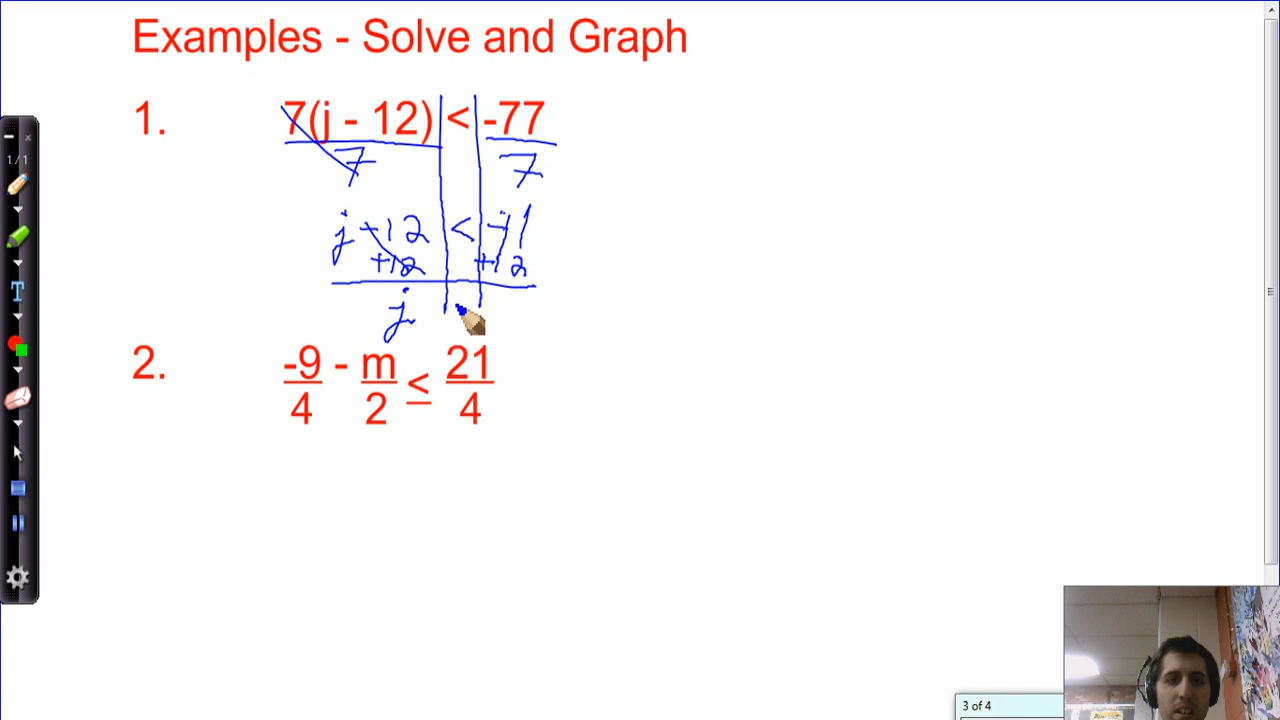 Examples - Solve and Graph
1. 7(j - 12) < -77
7 7
j -12 < -11
+12 +12
j
2. -9/4 - m/2 ≤ 21/4
1 / 1
T
3 of 4